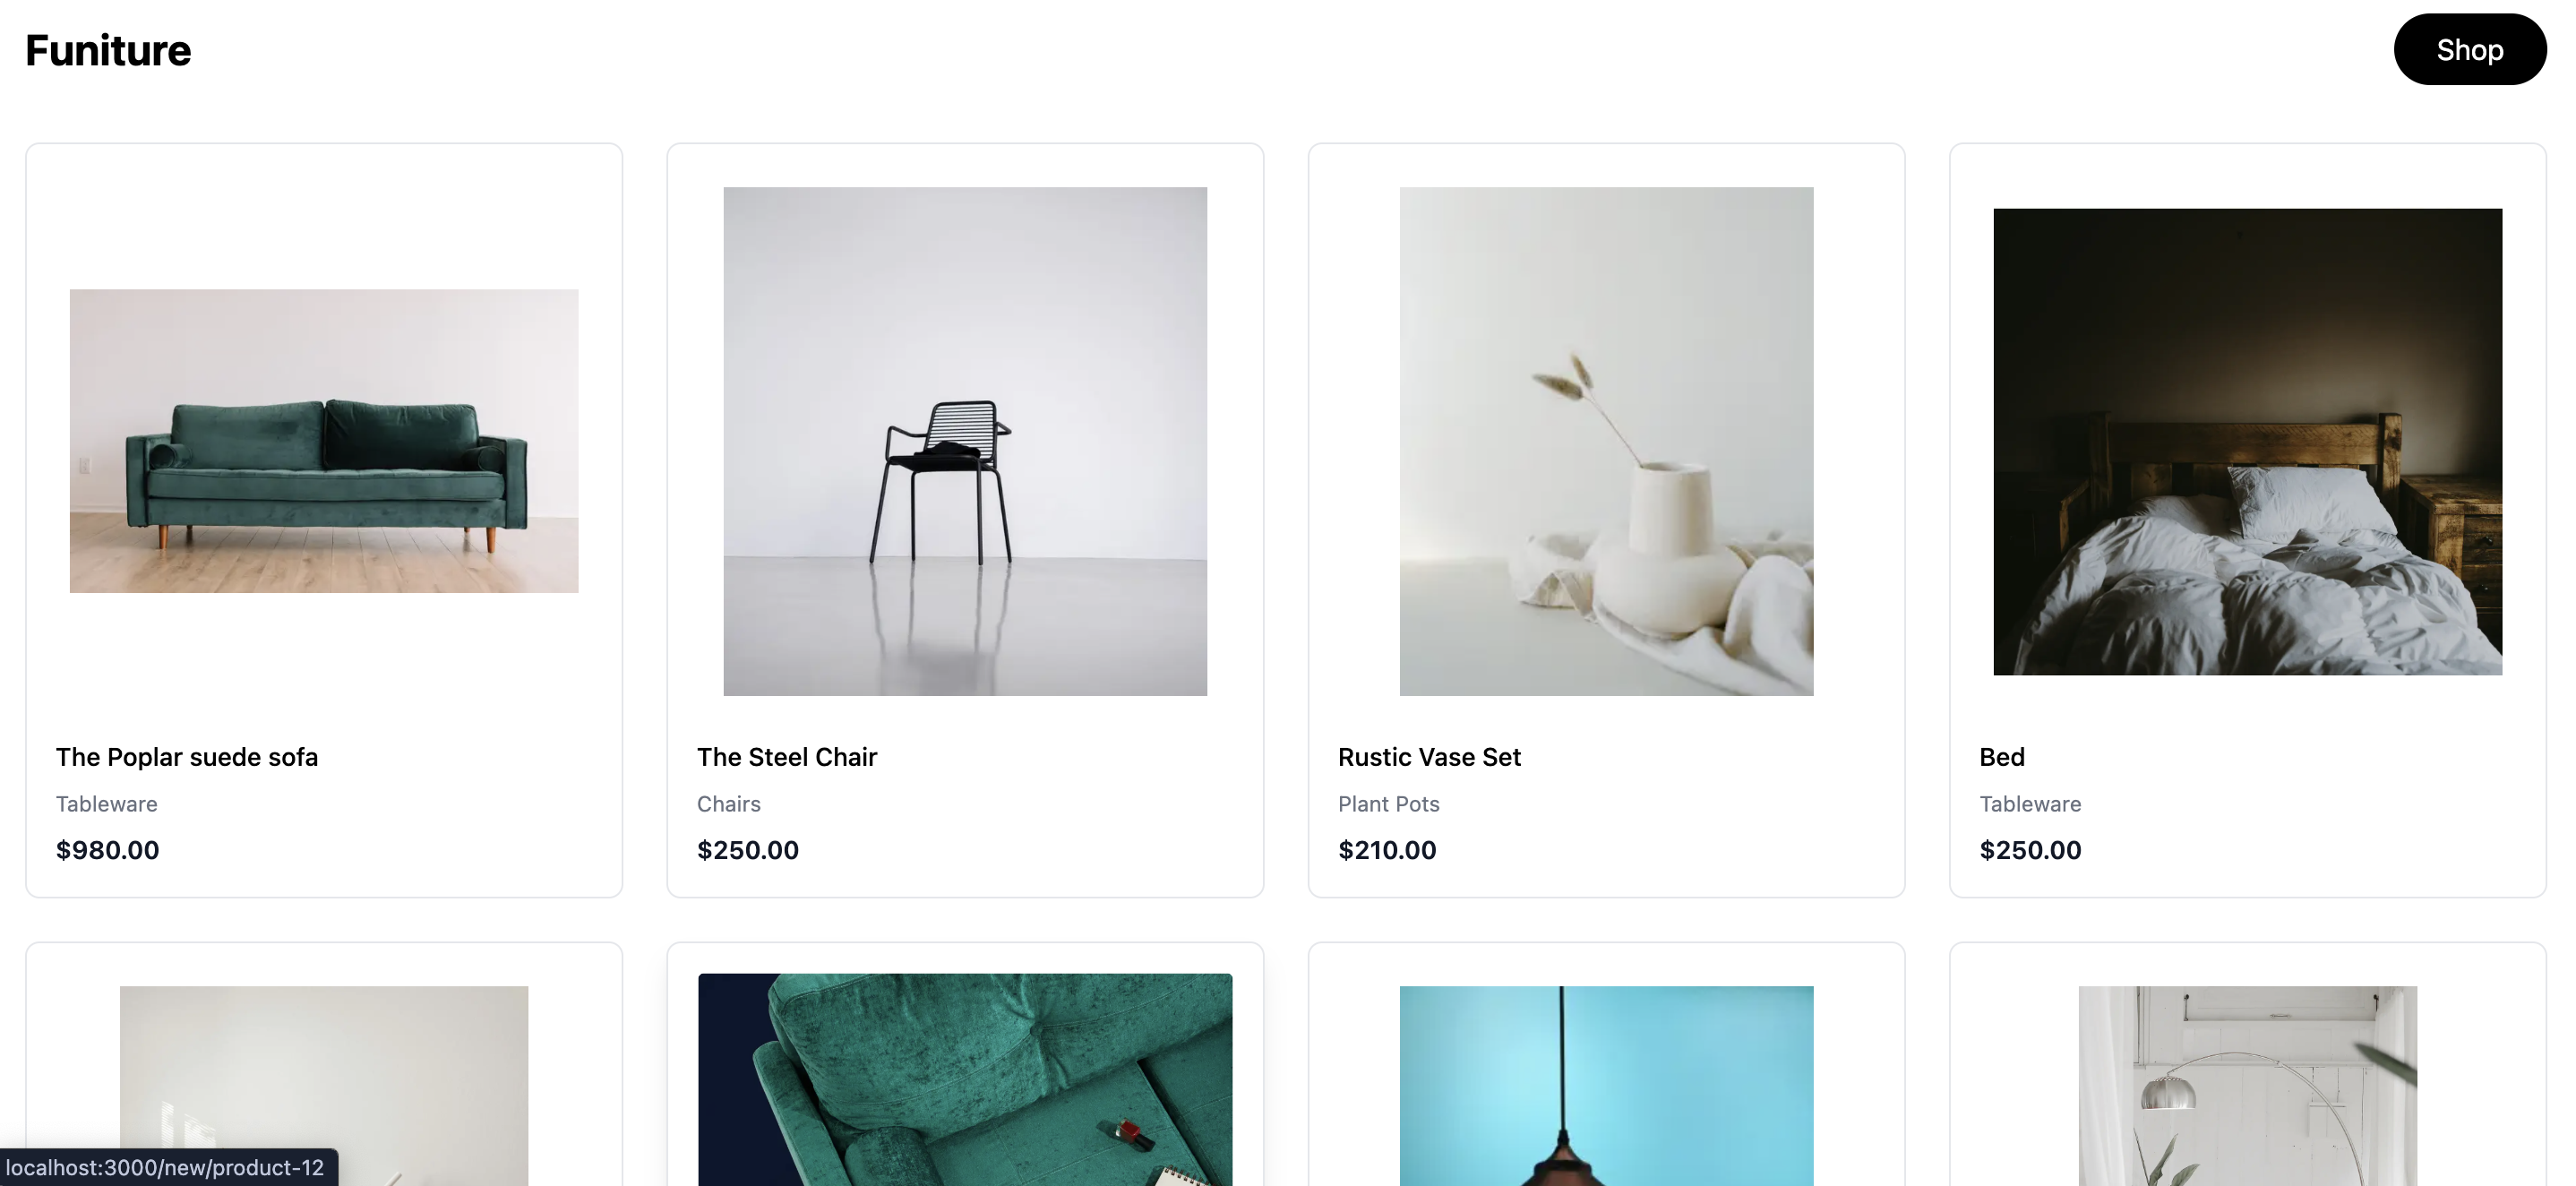 Funiture
Shop
The Poplar suede sofa
Tableware
$980.00
The Steel Chair
Chairs
$250.00
Rustic Vase Set
Plant Pots
$210.00
Bed
Tableware
$250.00
localhost:3000/new/product-12